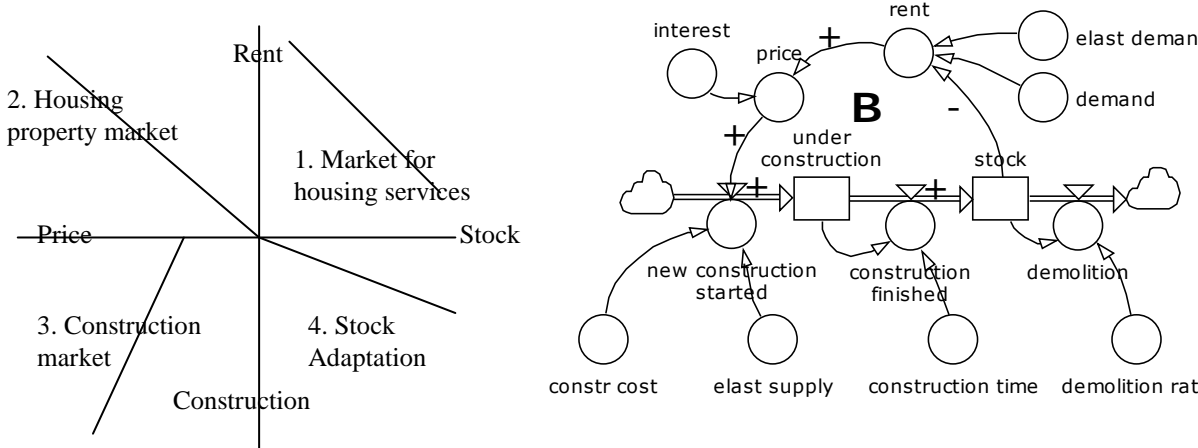 Rent
2. Housing
property market
1. Market for
housing services
Price
Stock
3. Construction
market
4. Stock
Adaptation
Construction
rent
interest
+
price
elast deman
B
demand
-
+
under
construction
stock
+
+
new construction
started
construction
finished
demolition
constr cost
elast supply
construction time
demolition rat